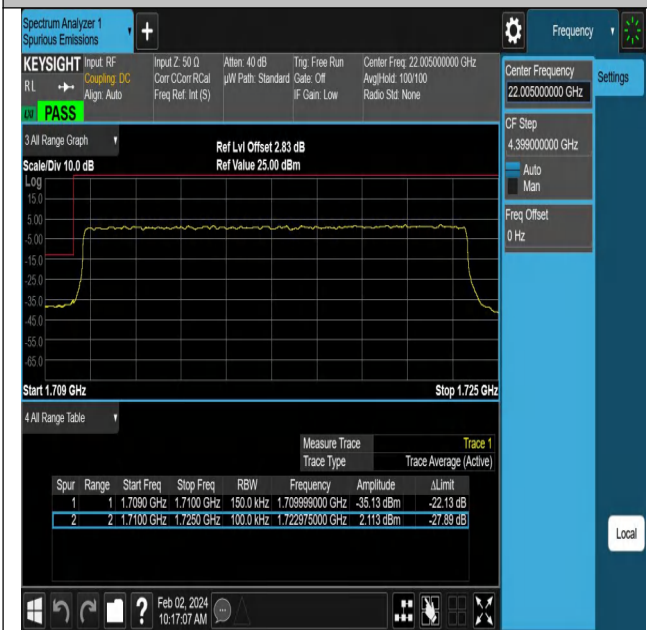 Spectrum Analyzer 1
Spurious Emissions
+
Frequency
KEYSIGHT Input: RF Input Z: 50 Ω Atten: 40 dB Trig: Free Run Center Freq: 22.005000000 GHz
RL Coupling: DC Corr CCorr RCal µW Path: Standard Gate: Off Avg|Hold: 100/100
Align: Auto Freq Ref: Int (S) IF Gain: Low Radio Std: None
PASS
Center Frequency
22.005000000 GHz
Settings
CF Step
4.399000000 GHz
Auto
Man
Freq Offset
0 Hz
3 All Range Graph
Ref Lvl Offset 2.83 dB
Scale/Div 10.0 dB Ref Value 25.00 dBm
Log
15.0
5.00
-5.00
-15.0
-25.0
-35.0
-45.0
-55.0
-65.0
Start 1.709 GHz Stop 1.725 GHz
4 All Range Table
Measure Trace Trace 1
Trace Type Trace Average (Active)
Spur Range Start Freq Stop Freq RBW Frequency Amplitude ΔLimit
1 1 1.7090 GHz 1.7100 GHz 150.0 kHz 1.709999000 GHz -35.13 dBm -22.13 dB
2 2 1.7100 GHz 1.7250 GHz 100.0 kHz 1.722975000 GHz 2.113 dBm -27.89 dB
Local
? Feb 02, 2024
10:17:07 AM